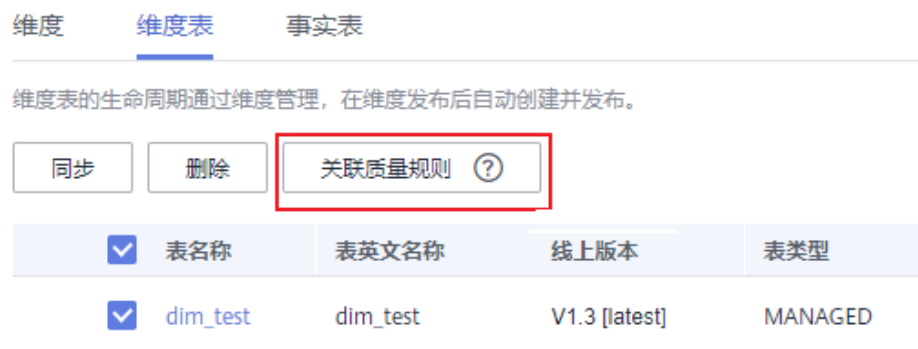 维度 维度表 事实表
维度表的生命周期通过维度管理，在维度发布后自动创建并发布。
同步 删除 关联质量规则 ?
表名称 表英文名称 线上版本 表类型
dim_test dim_test V1.3 [latest] MANAGED